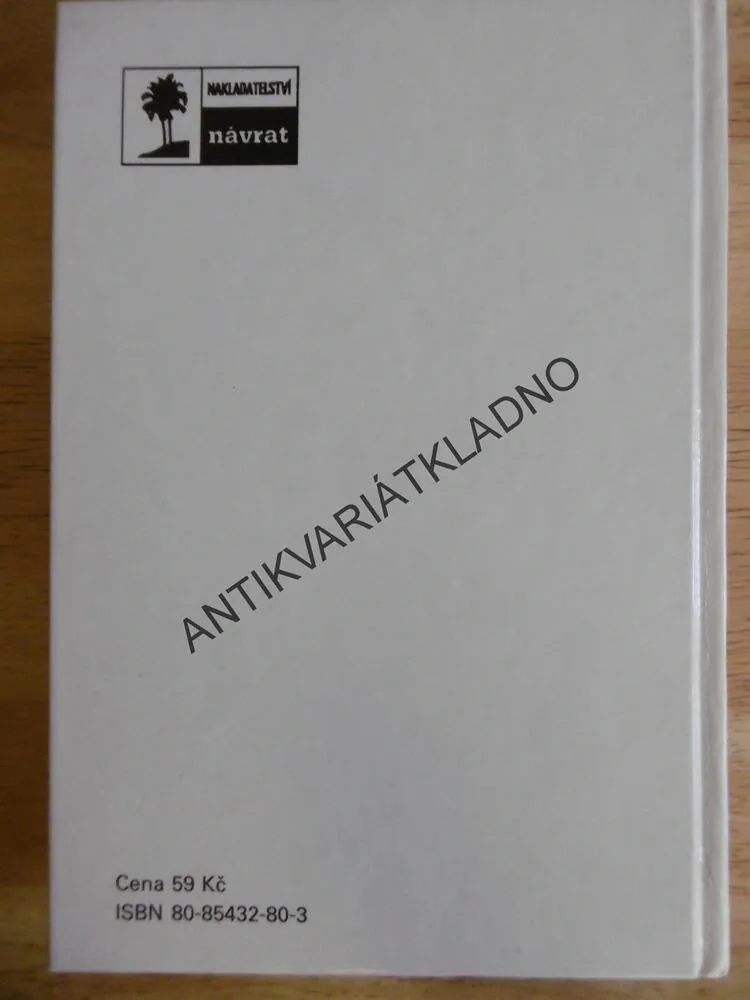 NAKLADATELSTVÍ
návrat
ANTIKVARIÁTKLADNO
Cena 59 Kč
ISBN 80-85432-80-3